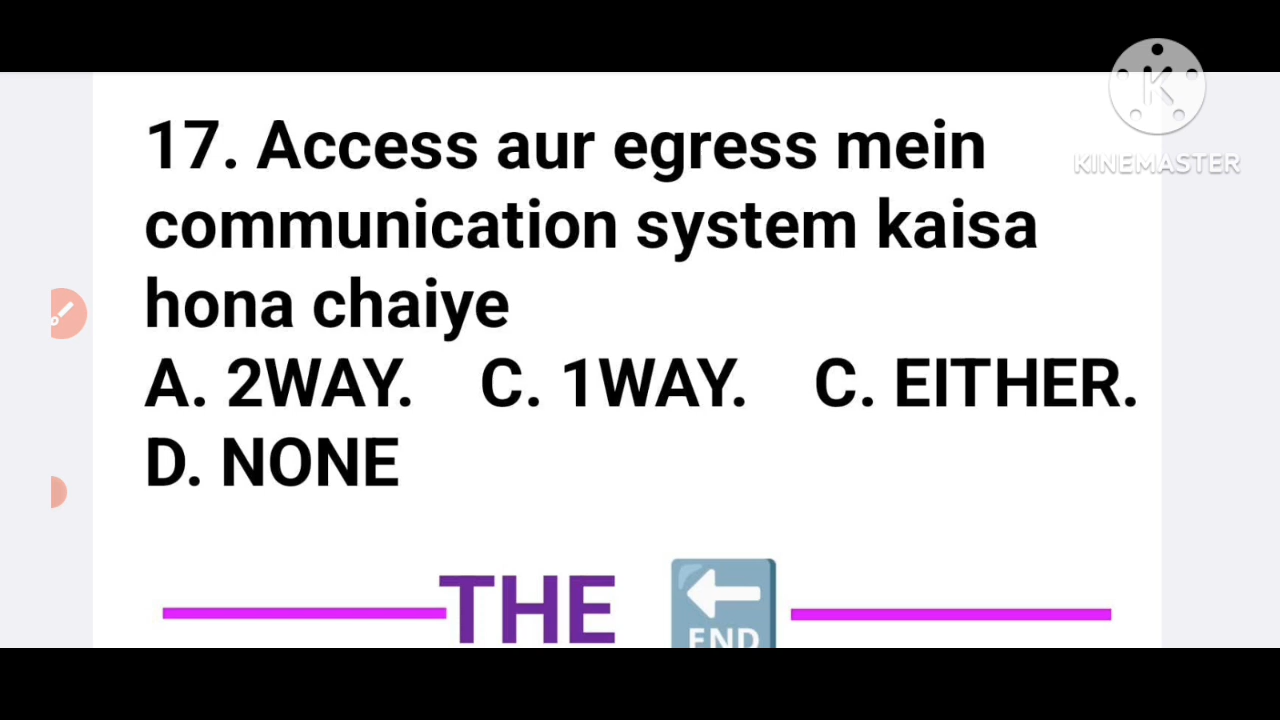 17. Access aur egress mein
communication system kaisa
hona chaiye
A. 2WAY. C. 1WAY. C. EITHER.
D. NONE
THE END
KINEMASTER